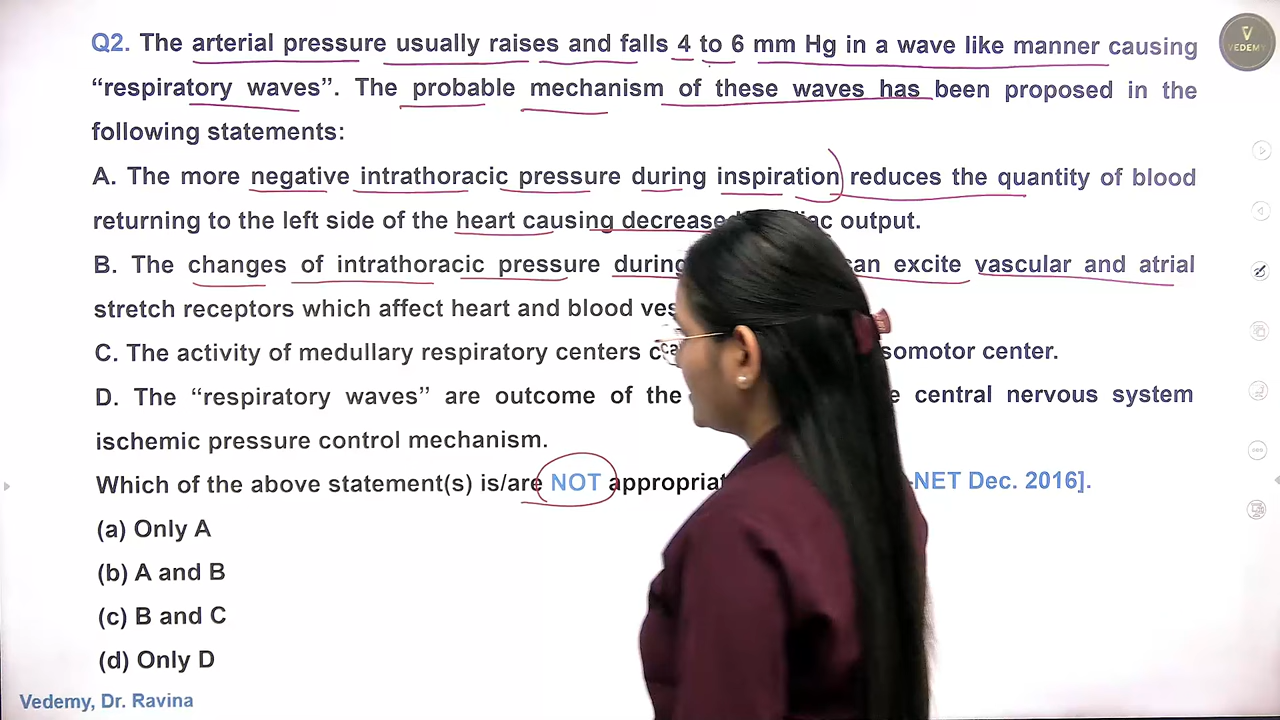 Q2. The arterial pressure usually raises and falls 4 to 6 mm Hg in a wave like manner causing
“respiratory waves”. The probable mechanism of these waves has been proposed in the
following statements:
A. The more negative intrathoracic pressure during inspiration reduces the quantity of blood
returning to the left side of the heart causing decreased output.
B. The changes of intrathoracic pressure during can excite vascular and atrial
stretch receptors which affect heart and blood
C. The activity of medullary respiratory centers center.
D. The “respiratory waves” are outcome of the central nervous system
ischemic pressure control mechanism.
Which of the above statement(s) is/are NOT -NET Dec. 2016].
(a) Only A
(b) A and B
(c) B and C
(d) Only D
Vedemy, Dr. Ravina
V
VEDEMY